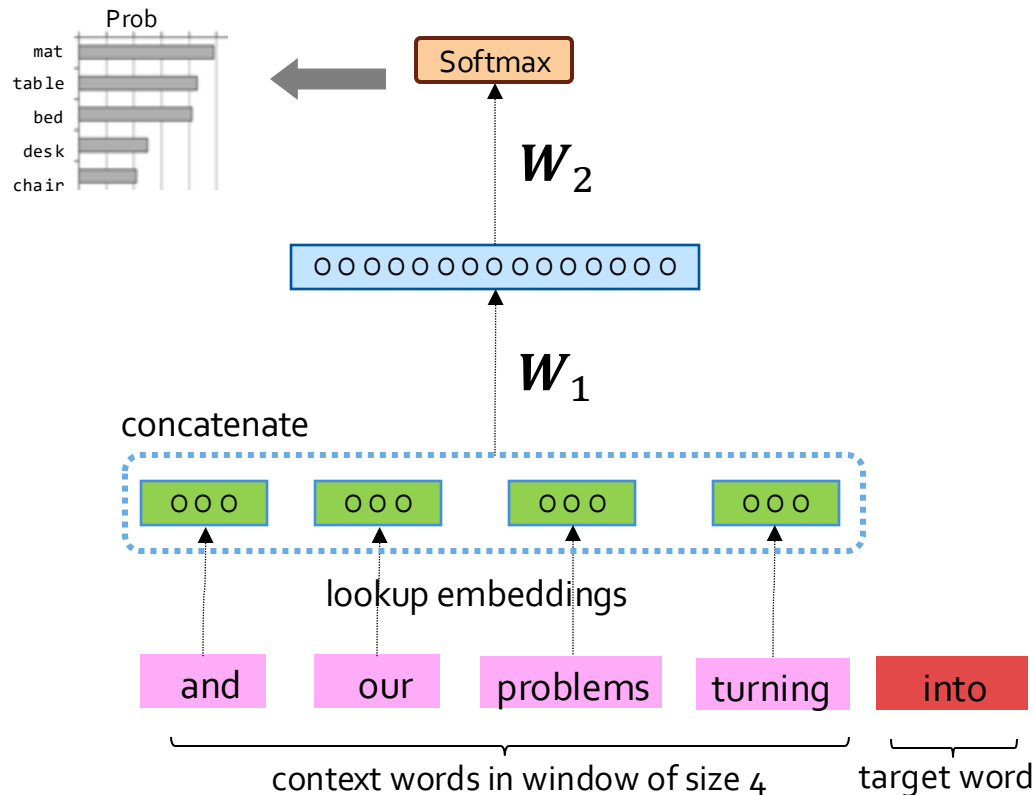 Prob
mat
table
bed
desk
chair
Softmax
W₂
O O O O O O O O O O O O O O O
W₁
concatenate
O O O
O O O
O O O
O O O
lookup embeddings
and our problems turning into
context words in window of size 4
target word